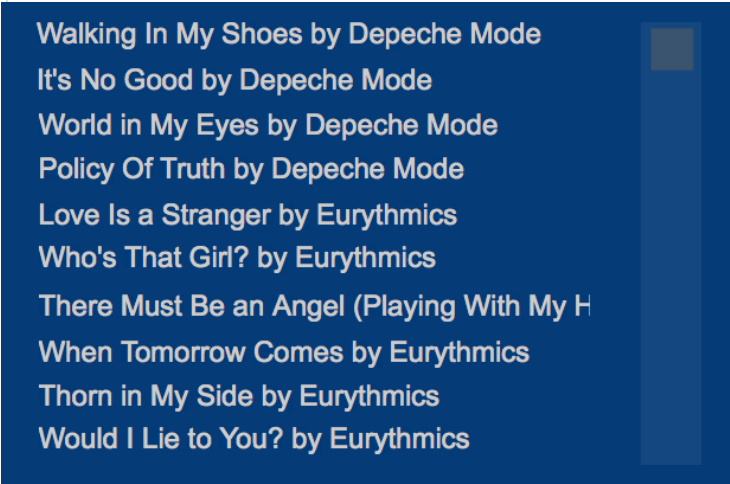 Walking In My Shoes by Depeche Mode
It's No Good by Depeche Mode
World in My Eyes by Depeche Mode
Policy Of Truth by Depeche Mode
Love Is a Stranger by Eurythmics
Who's That Girl? by Eurythmics
There Must Be an Angel (Playing With My H
When Tomorrow Comes by Eurythmics
Thorn in My Side by Eurythmics
Would I Lie to You? by Eurythmics